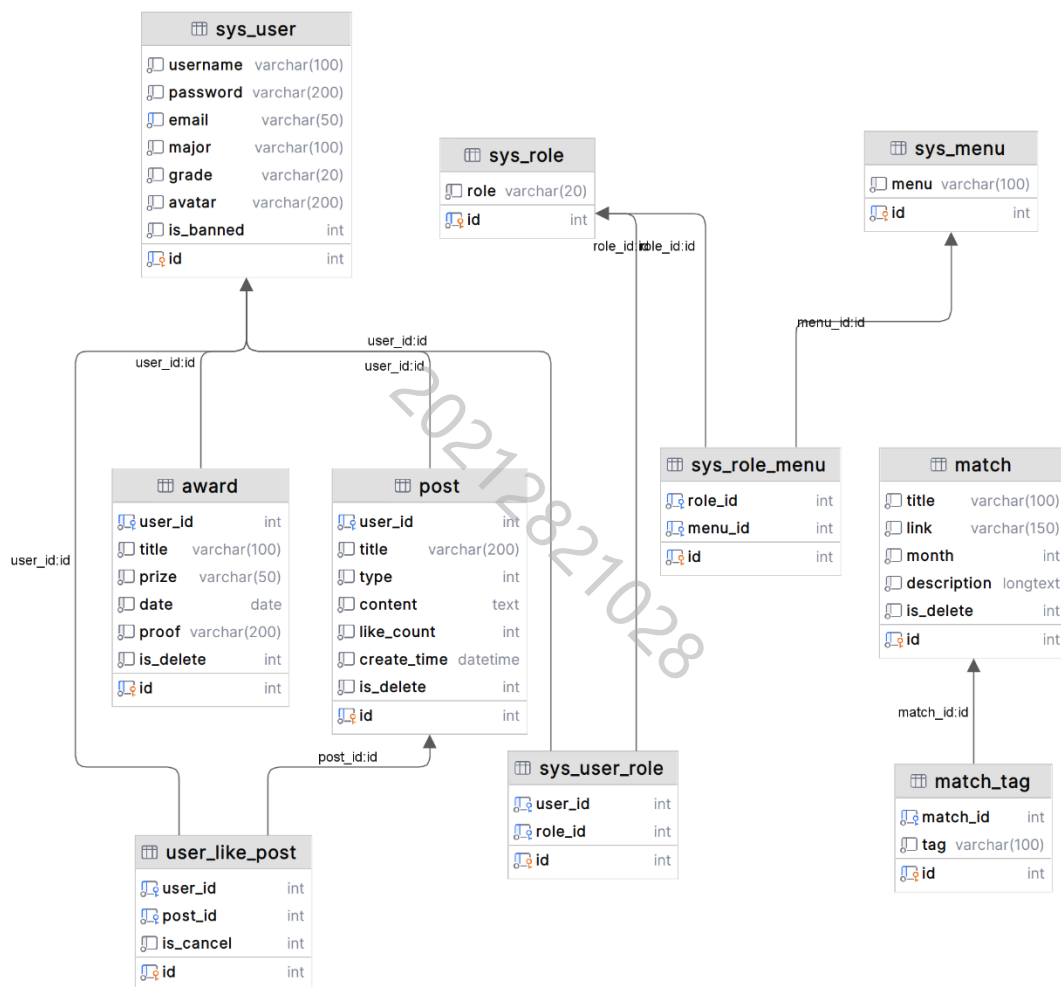 sys_user
username varchar(100)
password varchar(200)
email varchar(50)
major varchar(100)
grade varchar(20)
avatar varchar(200)
is_banned int
id int
sys_role
role varchar(20)
id int
sys_menu
menu varchar(100)
id int
role_id:id
role_id:id
menu_id:id
user_id:id
user_id:id
user_id:id
user_id:id
award
user_id int
title varchar(100)
prize varchar(50)
date date
proof varchar(200)
is_delete int
id int
post
user_id int
title varchar(200)
type int
content text
like_count int
create_time datetime
is_delete int
id int
sys_role_menu
role_id int
menu_id int
id int
match
title varchar(100)
link varchar(150)
month int
description longtext
is_delete int
id int
20212821028
post_id:id
match_id:id
sys_user_role
user_id int
role_id int
id int
match_tag
match_id int
tag varchar(100)
id int
user_like_post
user_id int
post_id int
is_cancel int
id int